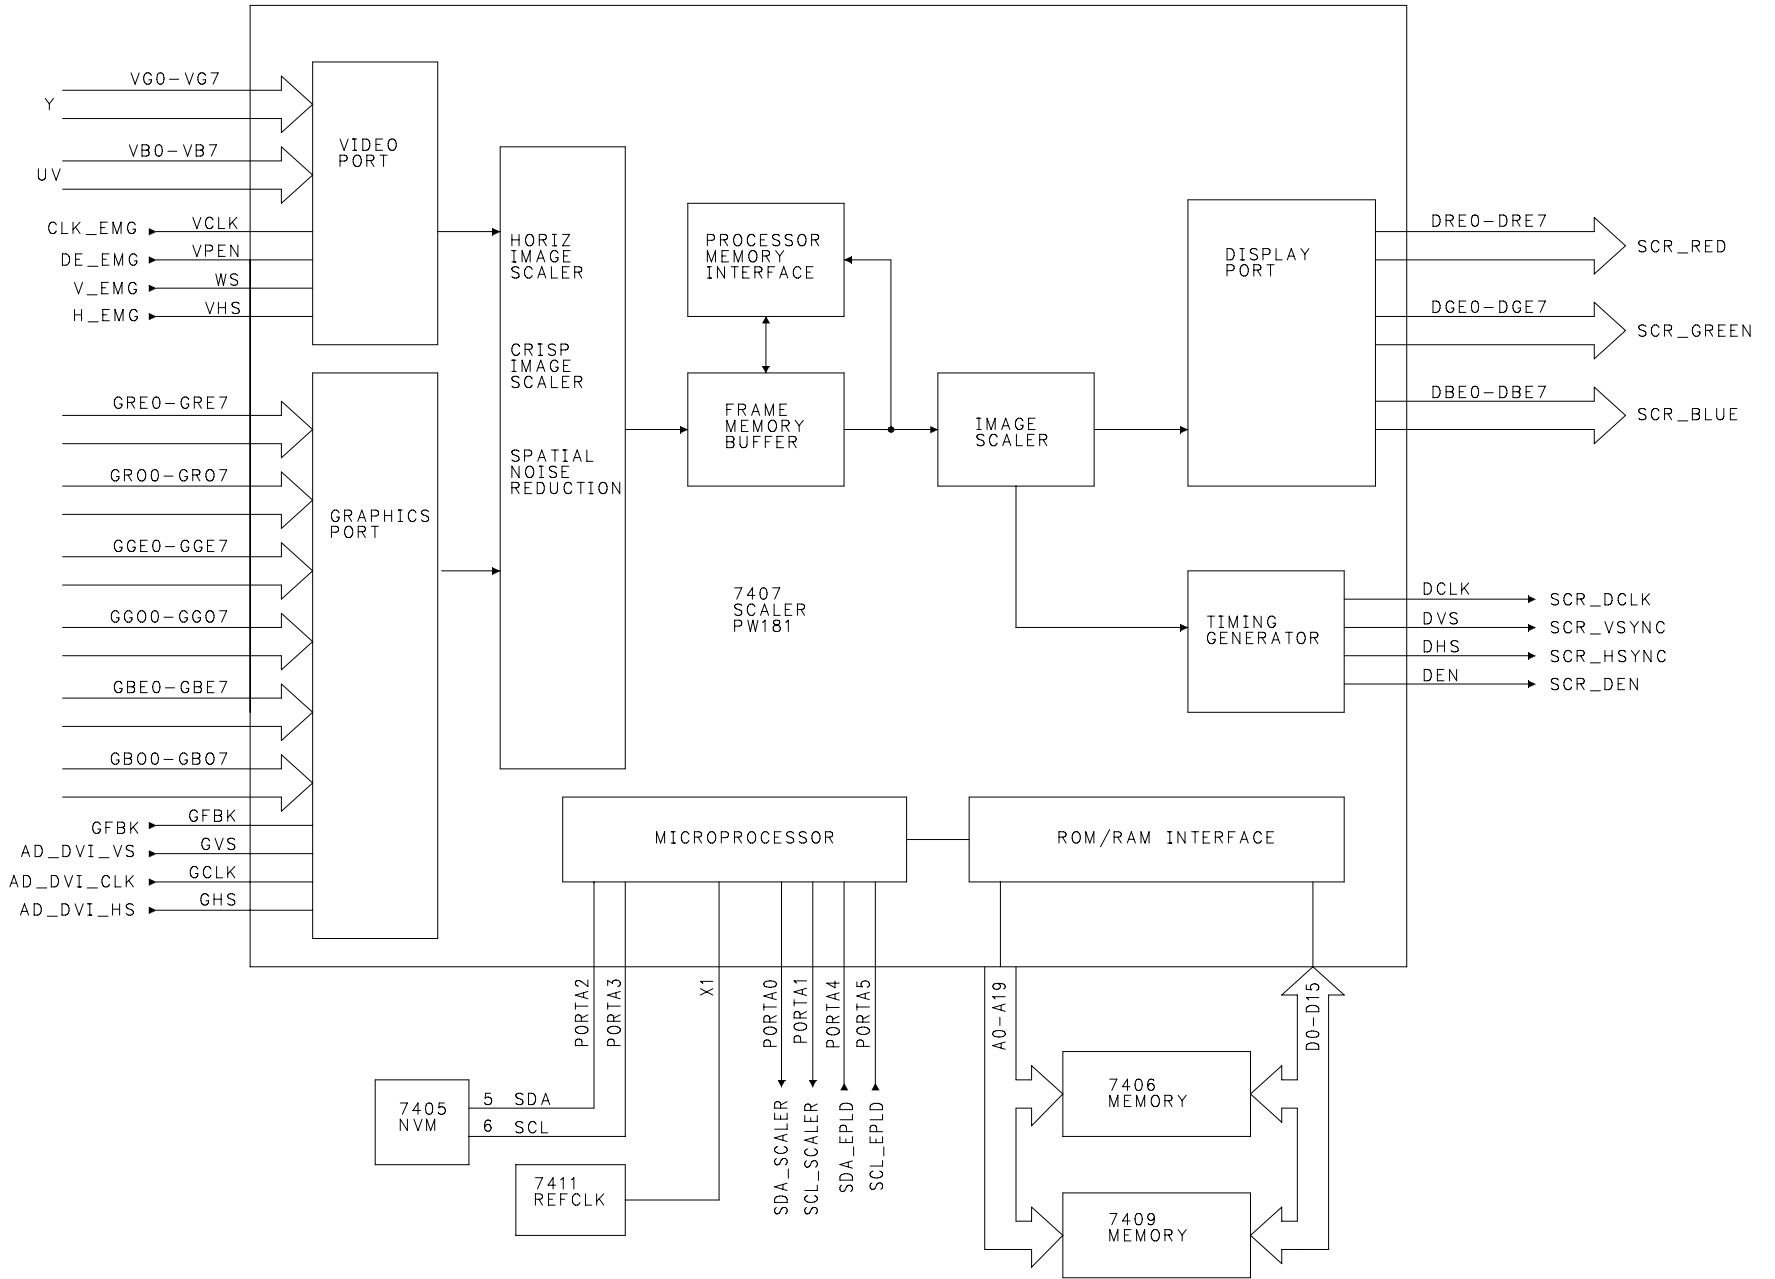 VG0-VG7
Y
VB0-VB7
UV
CLK_EMG
VCLK
DE_EMG
VPEN
V_EMG
WS
H_EMG
VHS
VIDEO
PORT
GRE0-GRE7
GRO0-GRO7
GGE0-GGE7
GGO0-GGO7
GBE0-GBE7
GBO0-GBO7
GFBK
GFBK
AD_DVI_VS
GVS
AD_DVI_CLK
GCLK
AD_DVI_HS
GHS
GRAPHICS
PORT
HORIZ
IMAGE
SCALER
CRISP
IMAGE
SCALER
SPATIAL
NOISE
REDUCTION
PROCESSOR
MEMORY
INTERFACE
FRAME
MEMORY
BUFFER
IMAGE
SCALER
7407
SCALER
PW181
DISPLAY
PORT
DRE0-DRE7
SCR_RED
DGE0-DGE7
SCR_GREEN
DBE0-DBE7
SCR_BLUE
TIMING
GENERATOR
DCLK
SCR_DCLK
DVS
SCR_VSYNC
DHS
SCR_HSYNC
DEN
SCR_DEN
MICROPROCESSOR
ROM/RAM INTERFACE
PORTA2
PORTA3
X1
PORTA0
PORTA1
PORTA4
PORTA5
A0-A19
D0-D15
7405
NVM
5 SDA
6 SCL
7411
REFCLK
SDA_SCALER
SCL_SCALER
SDA_EPLD
SCL_EPLD
7406
MEMORY
7409
MEMORY